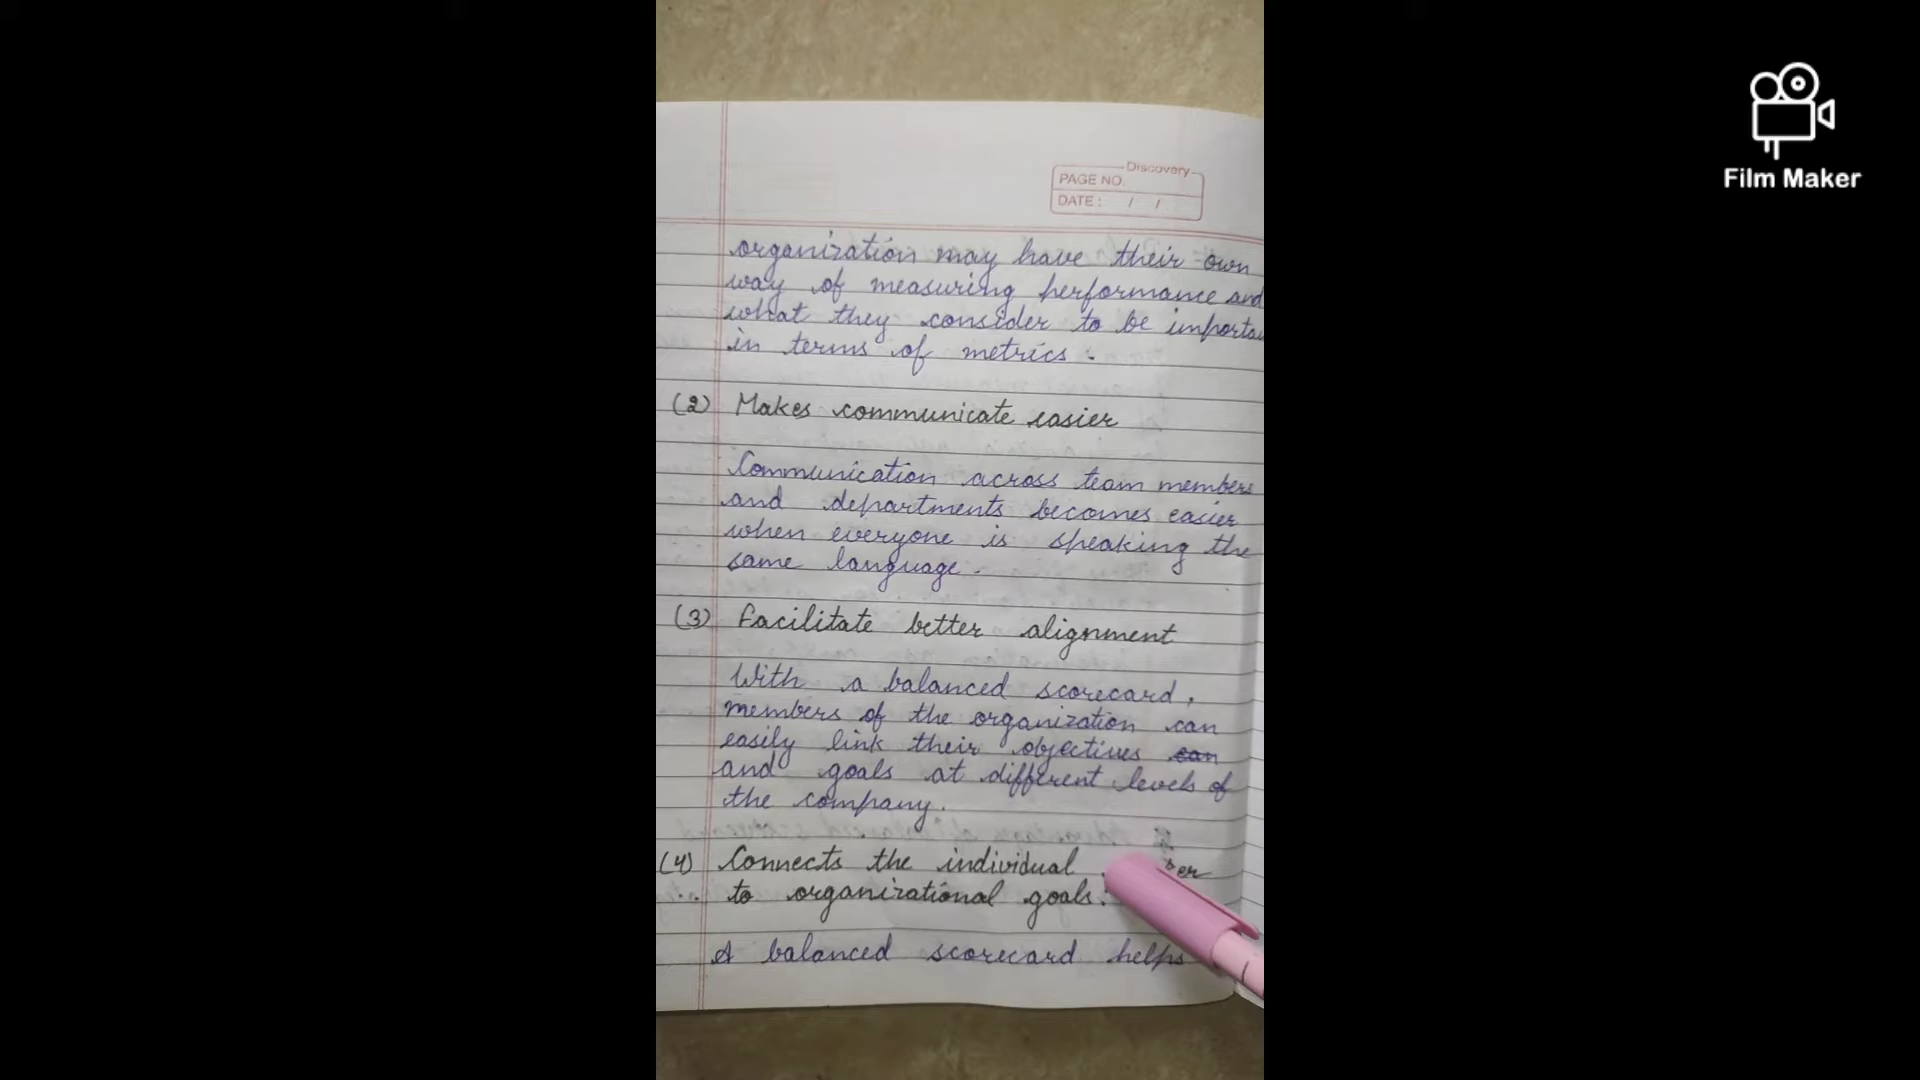 Film Maker
Discovery
PAGE NO.
DATE : / /
organization may have their own
way of measuring performance and
what they consider to be
in terms of metrics.
(2) Makes communicate easier
Communication across team members
and departments becomes easier
when everyone is speaking the
same language.
(3) Facilitate better alignment
With a balanced scorecard,
members of the organization can
easily link their objectives can
and goals at different levels of
the company.
(4) Connects the individual
to organizational goals.
A balanced scorecard helps